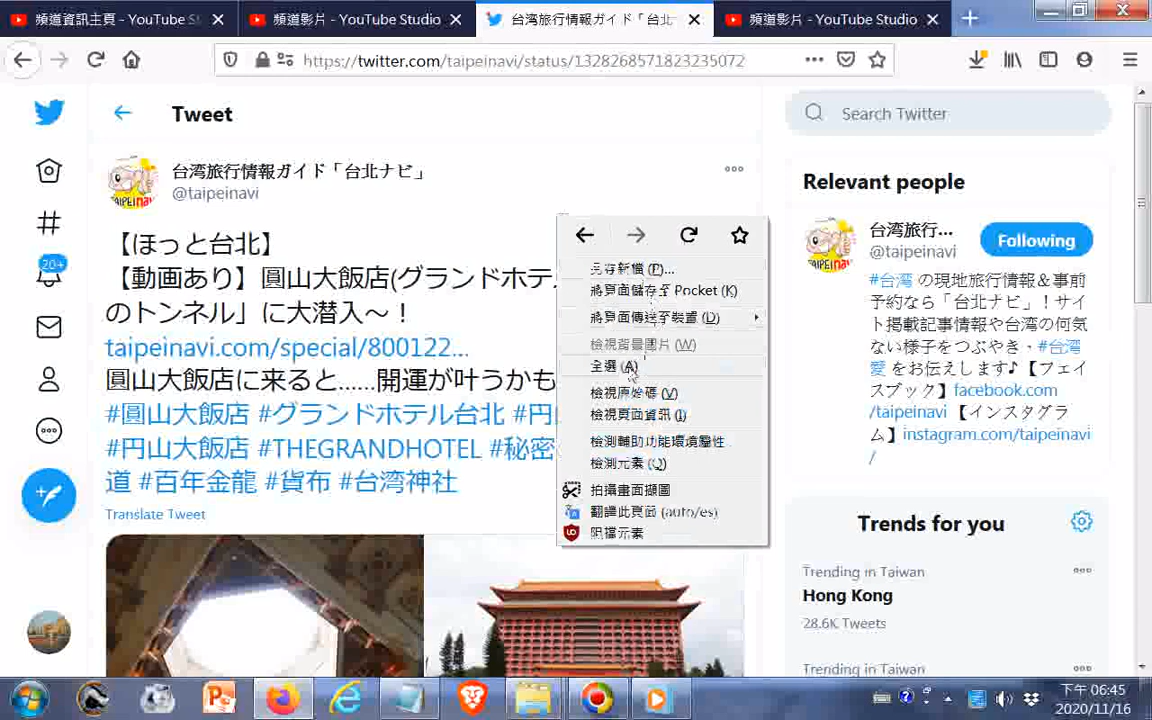 頻道資訊主頁 - YouTube S
頻道影片 - YouTube Studio
台湾旅行情報ガイド「台北
頻道影片 - YouTube Studio
https://twitter.com/taipeinavi/status/1328268571823235072
Tweet
台湾旅行情報ガイド「台北ナビ」
@taipeinavi
【ほっと台北】
【動画あり】圓山大飯店(グランドホテ
のトンネル」に大潜入～！
taipeinavi.com/special/800122...
圓山大飯店に来ると......開運が叶うかも
#圓山大飯店 #グランドホテル台北 #円
#円山大飯店 #THEGRANDHOTEL #秘密
道 #百年金龍 #貨布 #台湾神社
Translate Tweet
另存新檔 (P)...
將頁面儲存至 Pocket (K)
將頁面傳送至裝置 (D)
檢視背景圖片 (W)
全選 (A)
檢視原始碼 (V)
檢視頁面資訊 (I)
檢測輔助功能環境屬性
檢測元素 (Q)
拍攝畫面擷圖
翻譯此頁面 (auto/es)
阻擋元素
Search Twitter
Relevant people
台湾旅行...
@taipeinavi
Following
#台湾 の現地旅行情報＆事前
予約なら「台北ナビ」！サイ
ト掲載記事情報や台湾の何気
ない様子をつぶやき、#台湾
愛 をお伝えします♪【フェイ
スブック】facebook.com
/taipeinavi 【インスタグラ
ム】instagram.com/taipeinavi
/
Trends for you
Trending in Taiwan
Hong Kong
28.6K Tweets
Trending in Taiwan
20+
下午 06:45
2020/11/16